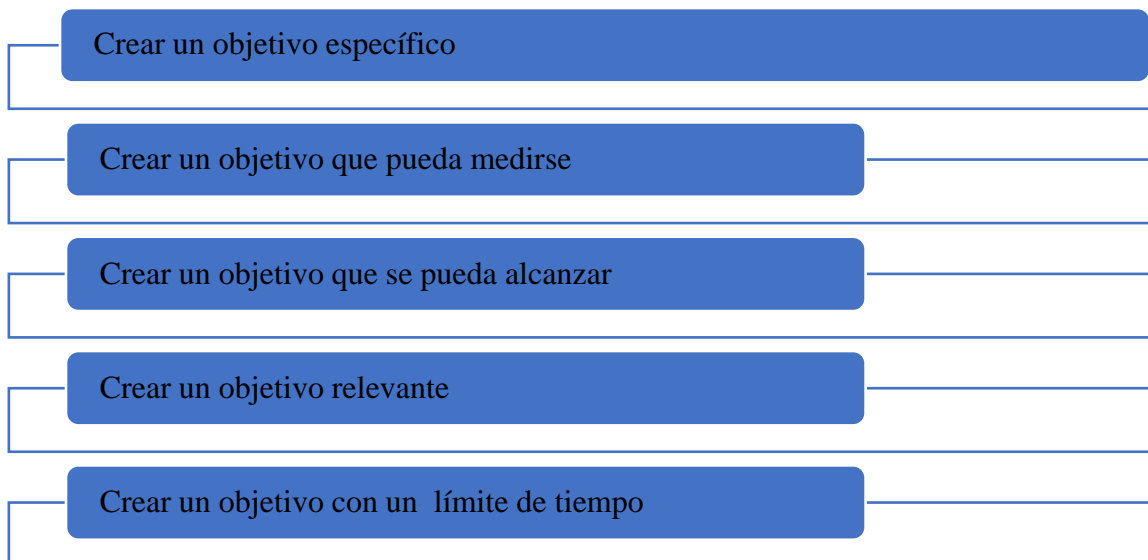 Crear un objetivo específico
Crear un objetivo que pueda medirse
Crear un objetivo que se pueda alcanzar
Crear un objetivo relevante
Crear un objetivo con un  límite de tiempo